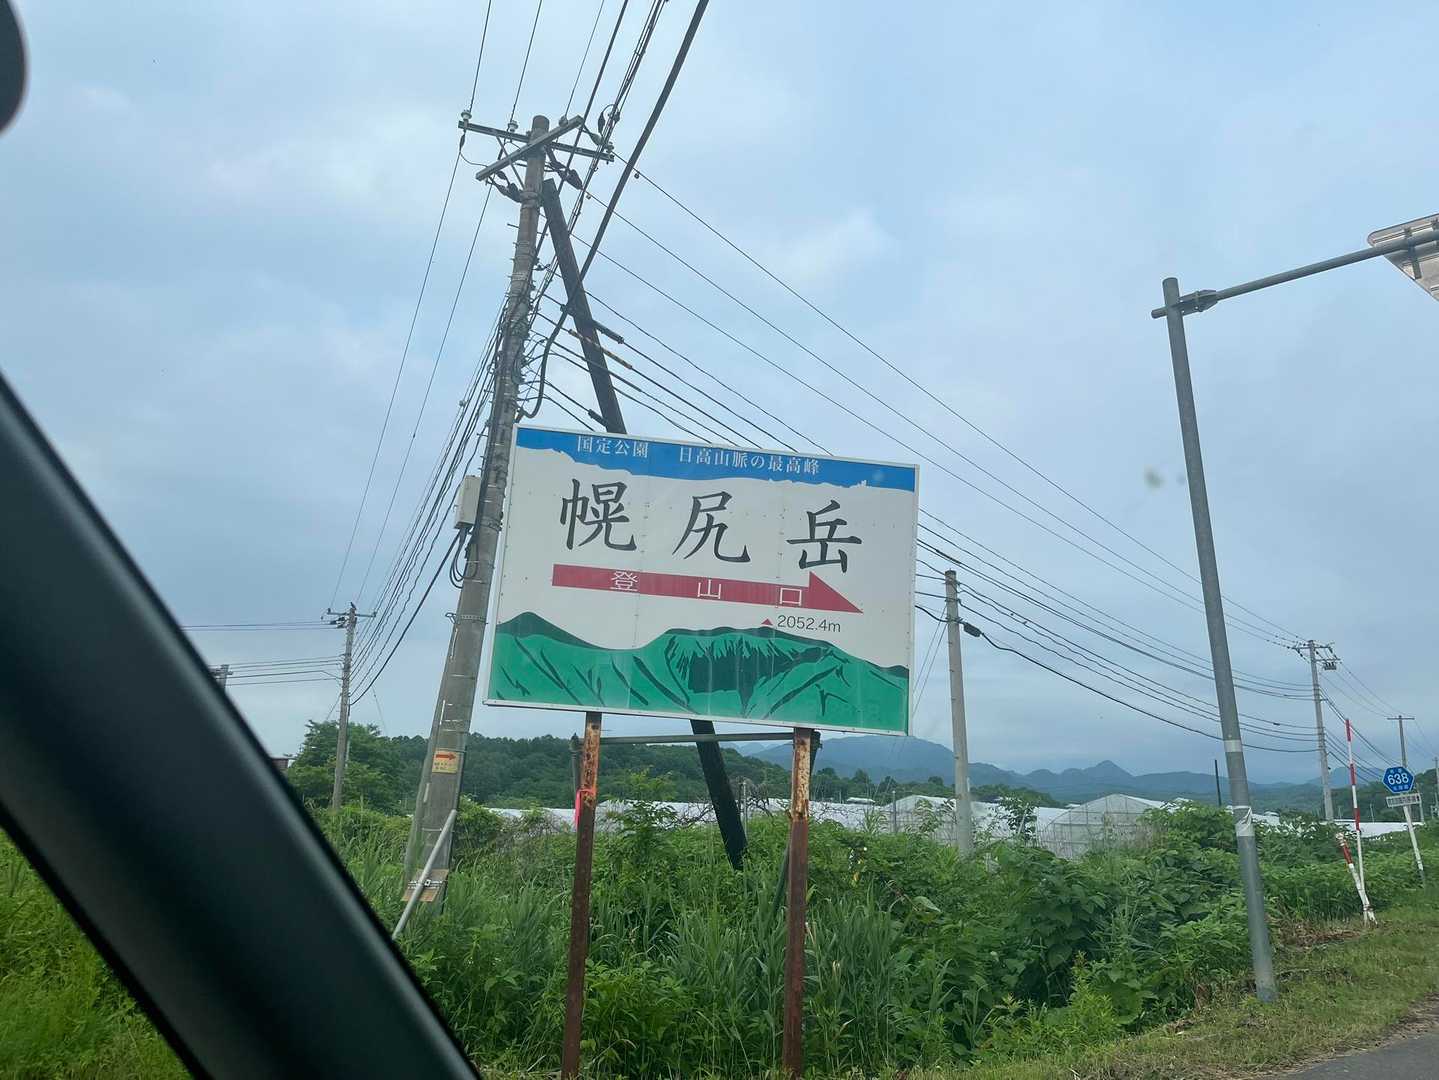 国定公園 日高山脈の最高峰
幌尻岳
登山口
2052.4m
638